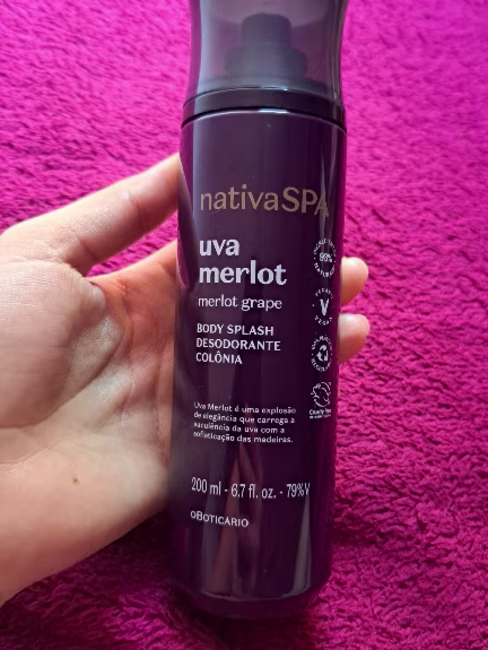 nativaSPA
uva
merlot
merlot grape
BODY SPLASH
DESODORANTE
COLÔNIA
Uva Merlot é uma explosão
de elegância que carrega a
suculência da uva com a
sofisticação das madeiras.
200 ml - 6,7 fl. oz. - 79%V
oBOTICÁRIO
99%
V